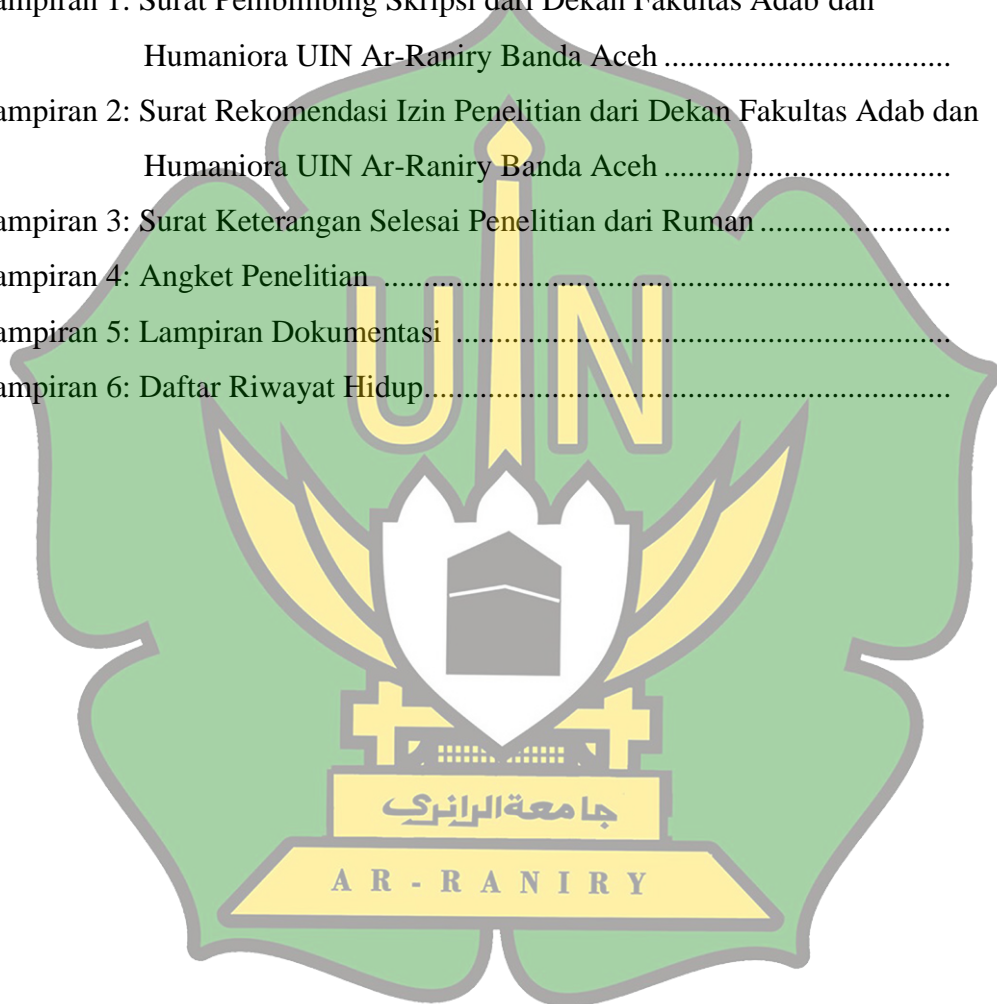 ampiran 1: Surat Pembimbing Skripsi dari Dekan Fakultas Adab dan
Humaniora UIN Ar-Raniry Banda Aceh ..................................
ampiran 2: Surat Rekomendasi Izin Penelitian dari Dekan Fakultas Adab dan
Humaniora UIN Ar-Raniry Banda Aceh ..................................
ampiran 3: Surat Keterangan Selesai Penelitian dari Ruman .......................
ampiran 4: Angket Penelitian ...................................................................
ampiran 5: Lampiran Dokumentasi ...........................................................
ampiran 6: Daftar Riwayat Hidup...............................................................
UIN
جامعة الرانري
AR-RANIRY